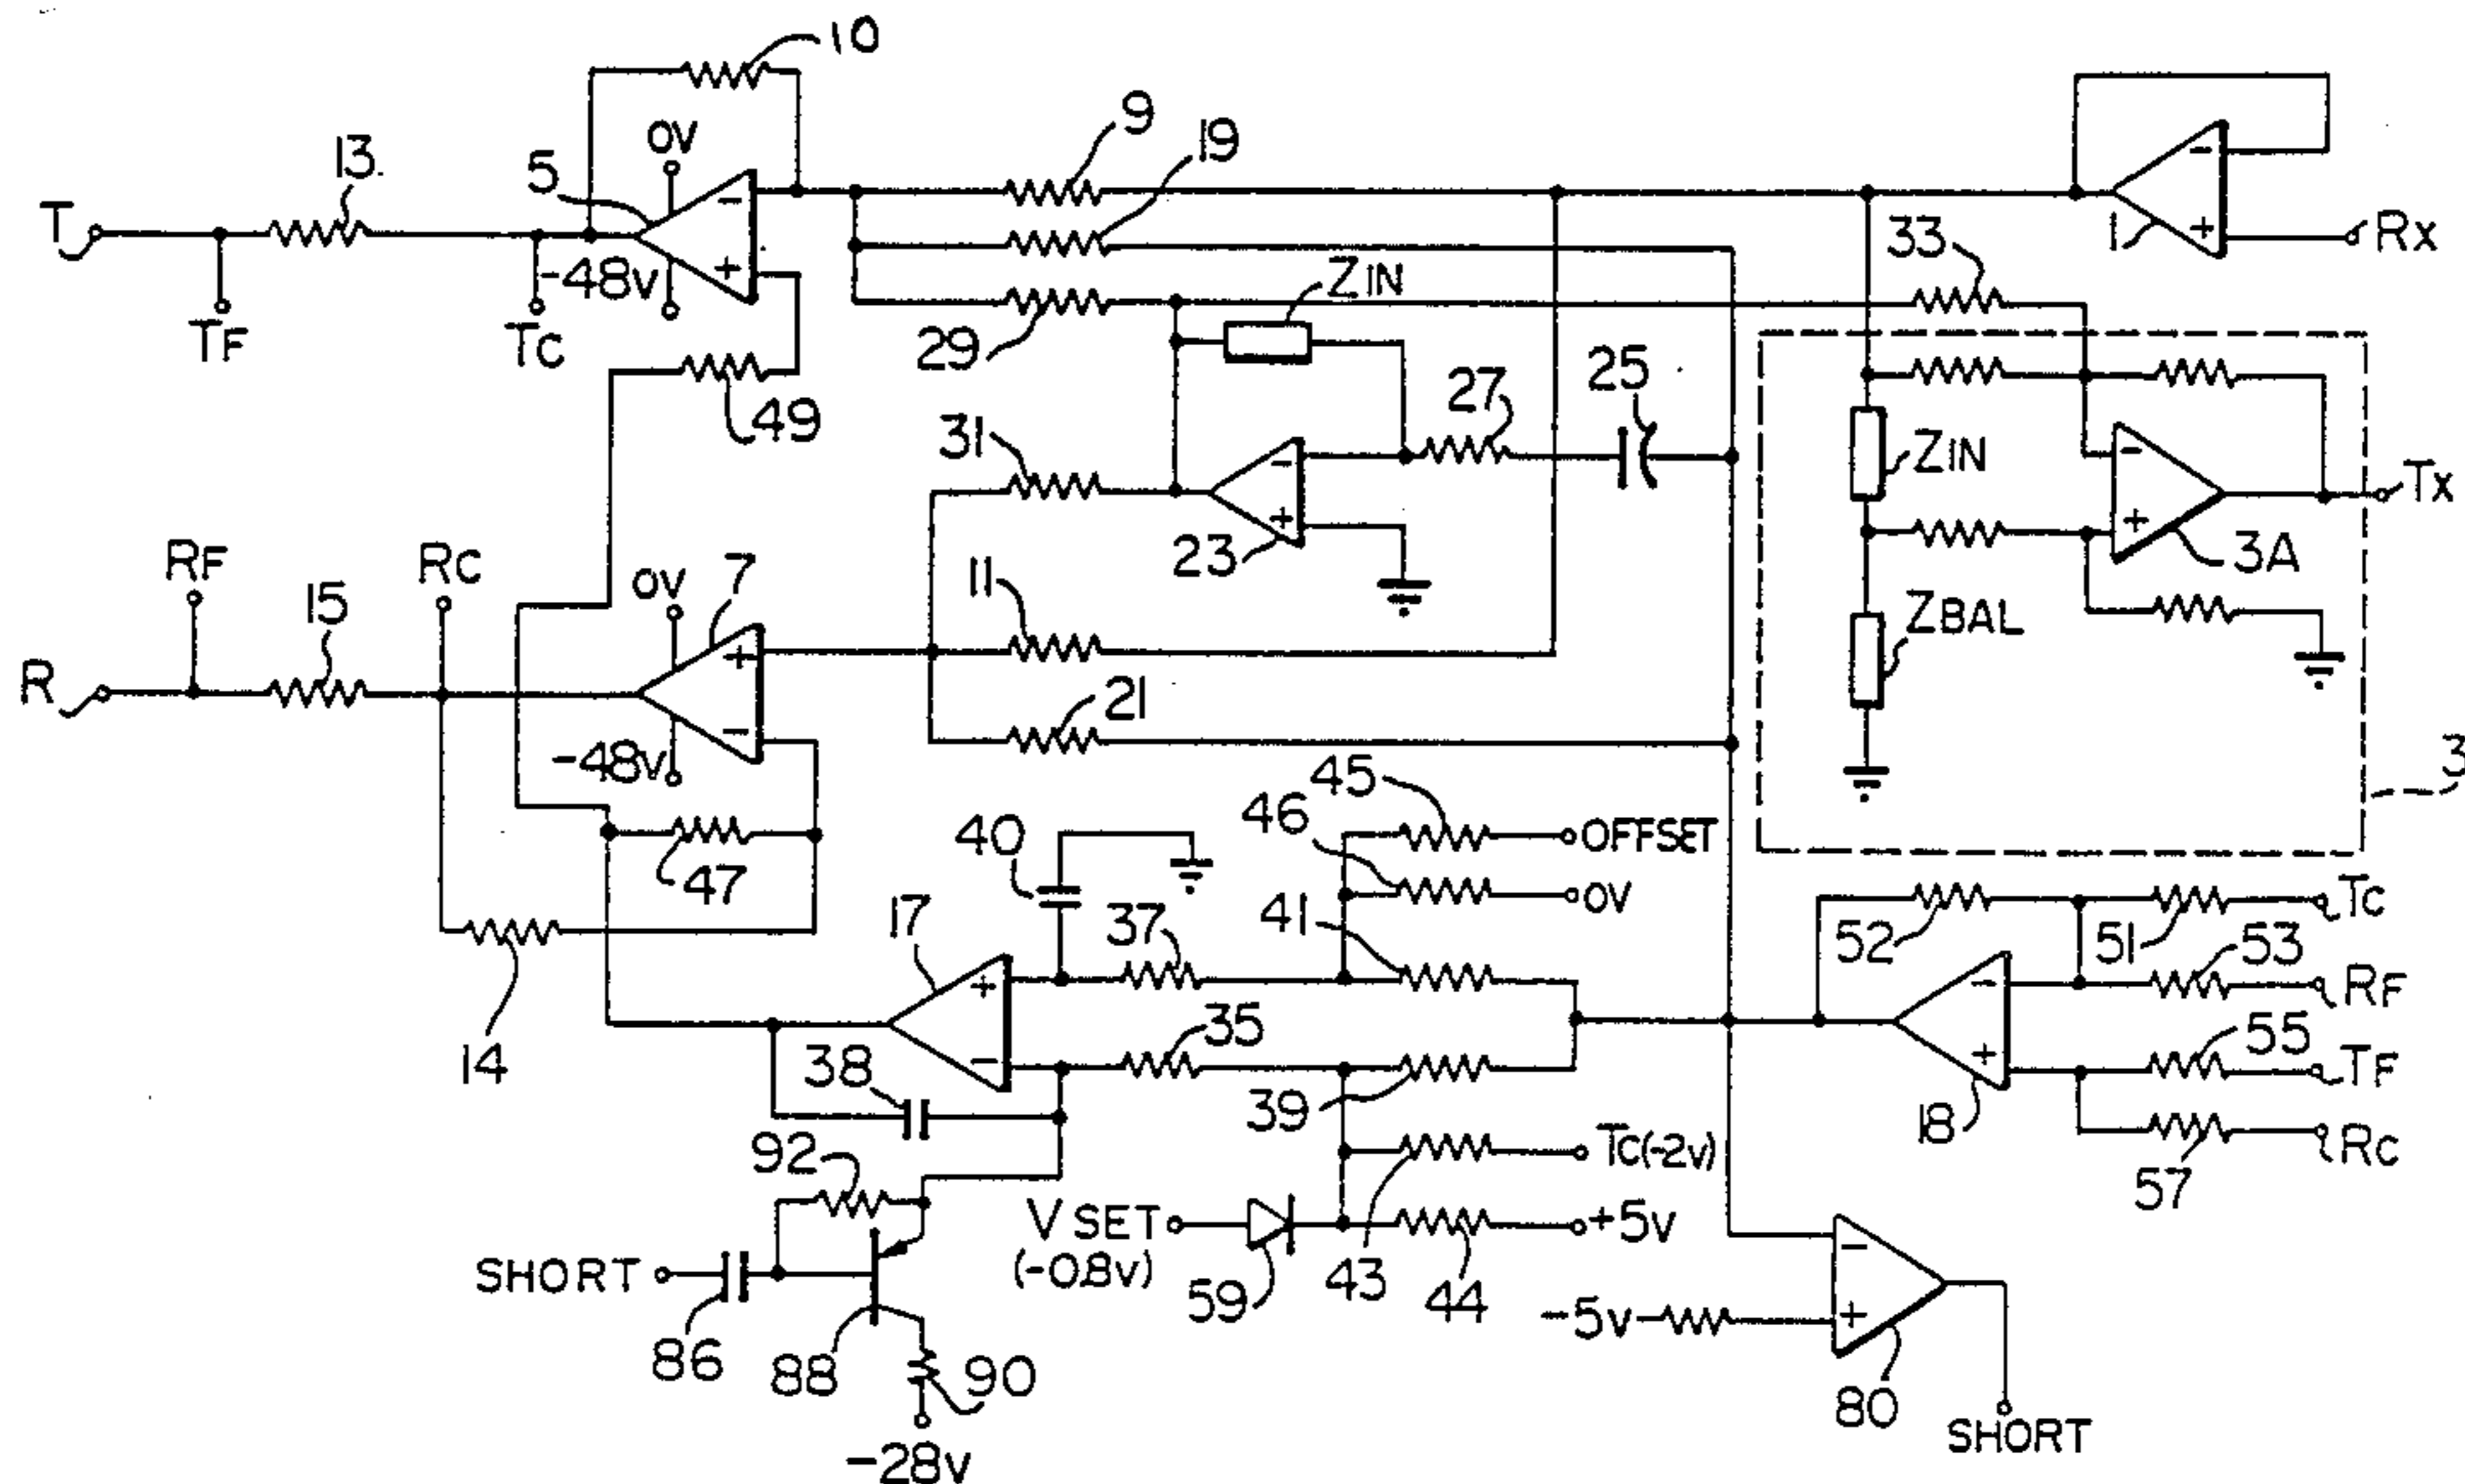 10
9
19
13
5
0V
T
-48v
TF
TC
29
ZIN
33
1
Rx
49
27
25
31
23
ZIN
3A
Tx
RF
RC
0V
7
15
11
ZBAL
R
21
-48v
45
3
46
OFFSET
40
0V
47
17
37
41
52
51
TC
53
RF
14
35
55
TF
38
39
18
57
RC
92
TC(-2v)
V SET
(-0.8v)
+5v
SHORT
59
43
44
-5v
86
88
90
80
-28v
SHORT